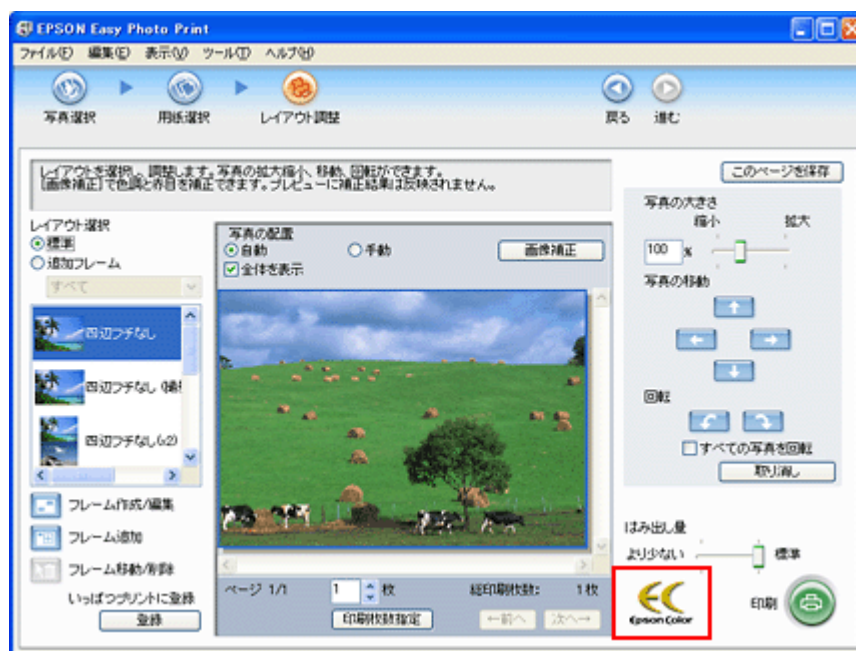 EPSON Easy Photo Print
ファイル(F) 編集(E) 表示(V) ツール(T) ヘルプ(H)
写真選択 用紙選択 レイアウト調整 戻る 進む
レイアウトを選択し、調整します。写真の拡大縮小、移動、回転ができます。
[画像補正]で色調と赤目を補正できます。プレビューに補正結果は反映されません。
このページを保存
レイアウト選択
標準
追加フレーム
すべて
四辺フチなし
四辺フチなし
四辺フチなし(x2)
フレーム作成/編集
フレーム追加
フレーム移動/削除
いっぱつプリントに登録
登録
写真の配置
自動 手動 画像補正
全体を表示
ページ 1/1 1 枚 総印刷枚数: 1枚
印刷枚数指定 ←前へ 次へ→
写真の大きさ
縮小 拡大
100 %
写真の移動
回転
すべての写真を回転
取り消し
はみ出し量
より少ない 標準
EC
Epson Color
印刷